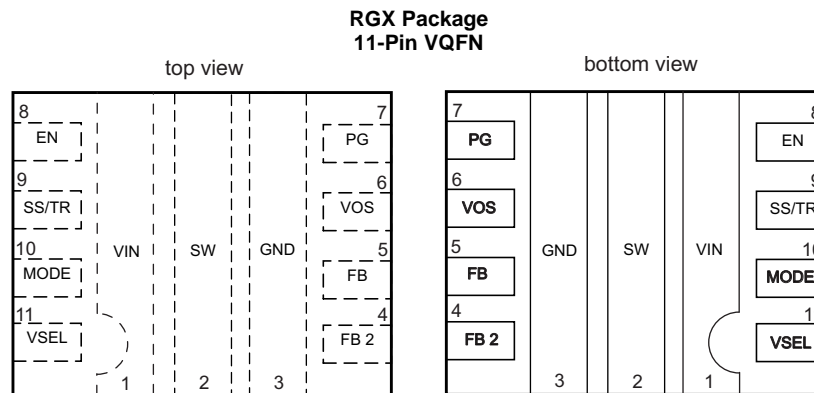 RGX Package
11-Pin VQFN
top view
8
EN
9
SS/TR
10
MODE
11
VSEL
VIN
SW
GND
1
2
3
7
PG
6
VOS
5
FB
4
FB 2
bottom view
7
PG
6
VOS
5
FB
4
FB 2
GND
SW
VIN
3
2
1
8
EN
9
SS/TR
10
MODE
1
VSEL